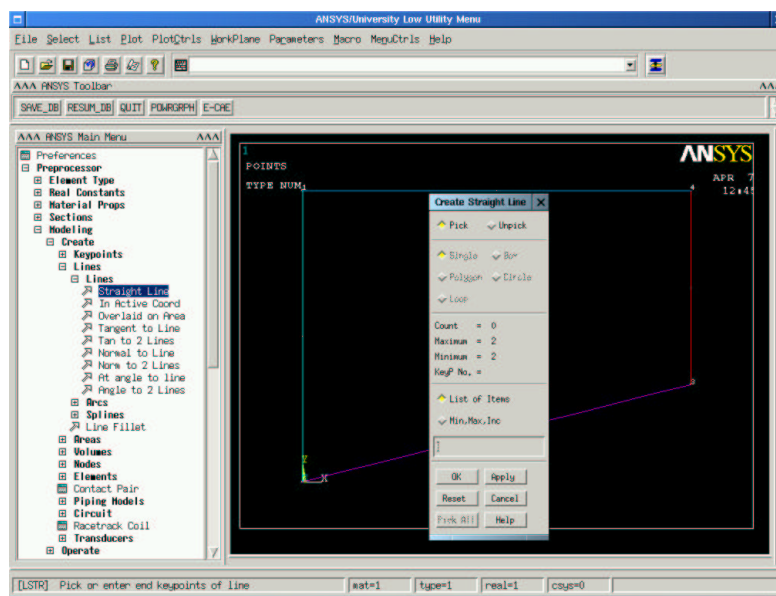 ANSYS/University Low Utility Menu
File Select List Plot PlotCtrls WorkPlane Parameters Macro MenuCtrls Help
ANSYS Toolbar
SAVE_DB RESUM_DB QUIT POWRGRPH E-CAE
ANSYS Main Menu
Preferences
Preprocessor
Element Type
Real Constants
Material Props
Sections
Modeling
Create
Keypoints
Lines
Lines
Straight Line
In Active Coord
Overlaid on Area
Tangent to Line
Tan to 2 Lines
Normal to Line
Norm to 2 Lines
At angle to line
Angle to 2 Lines
Arcs
Splines
Line Fillet
Areas
Volumes
Nodes
Elements
Contact Pair
Piping Models
Circuit
Racetrack Coil
Transducers
Operate
1
POINTS
TYPE NUM
ANSYS
APR 7
4
3
Y
X
Create Straight Line X
Pick Unpick
Single Box
Polygon Circle
Loop
Count = 0
Maximum = 2
Minimum = 2
KeyP No. =
List of Items
Min,Max,Inc
OK Apply
Reset Cancel
Pick All Help
[LSTR] Pick or enter end keypoints of line
mat=1 type=1 real=1 csys=0